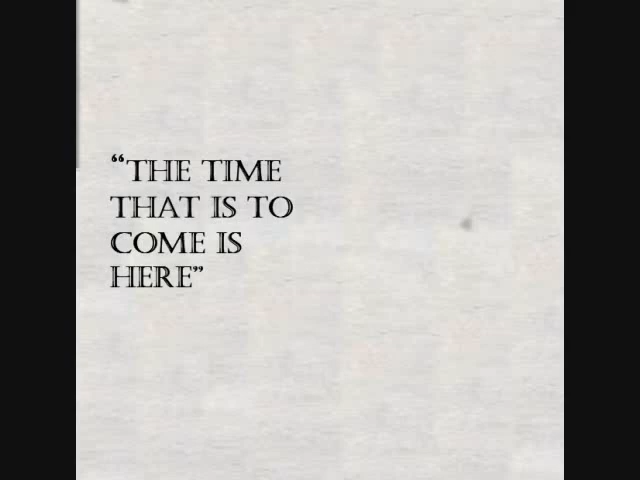 “THE TIME
THAT IS TO
COME IS
HERE”